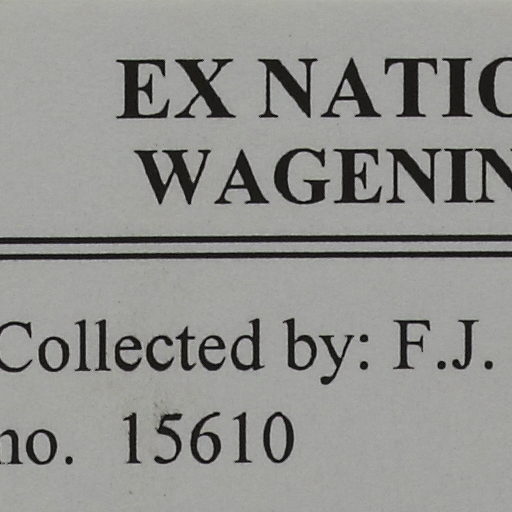 EX NATIO
WAGENIN
Collected by: F.J.
no. 15610